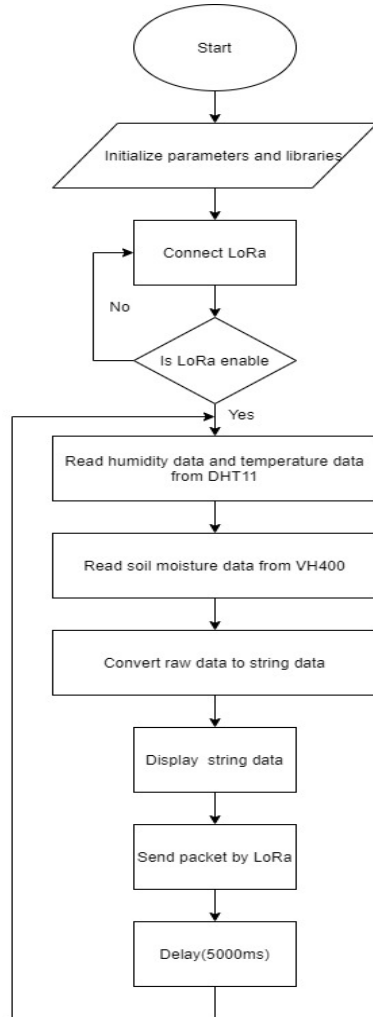 Start
Initialize parameters and libraries
Connect LoRa
No
Is LoRa enable
Yes
Read humidity data and temperature data
from DHT11
Read soil moisture data from VH400
Convert raw data to string data
Display string data
Send packet by LoRa
Delay(5000ms)